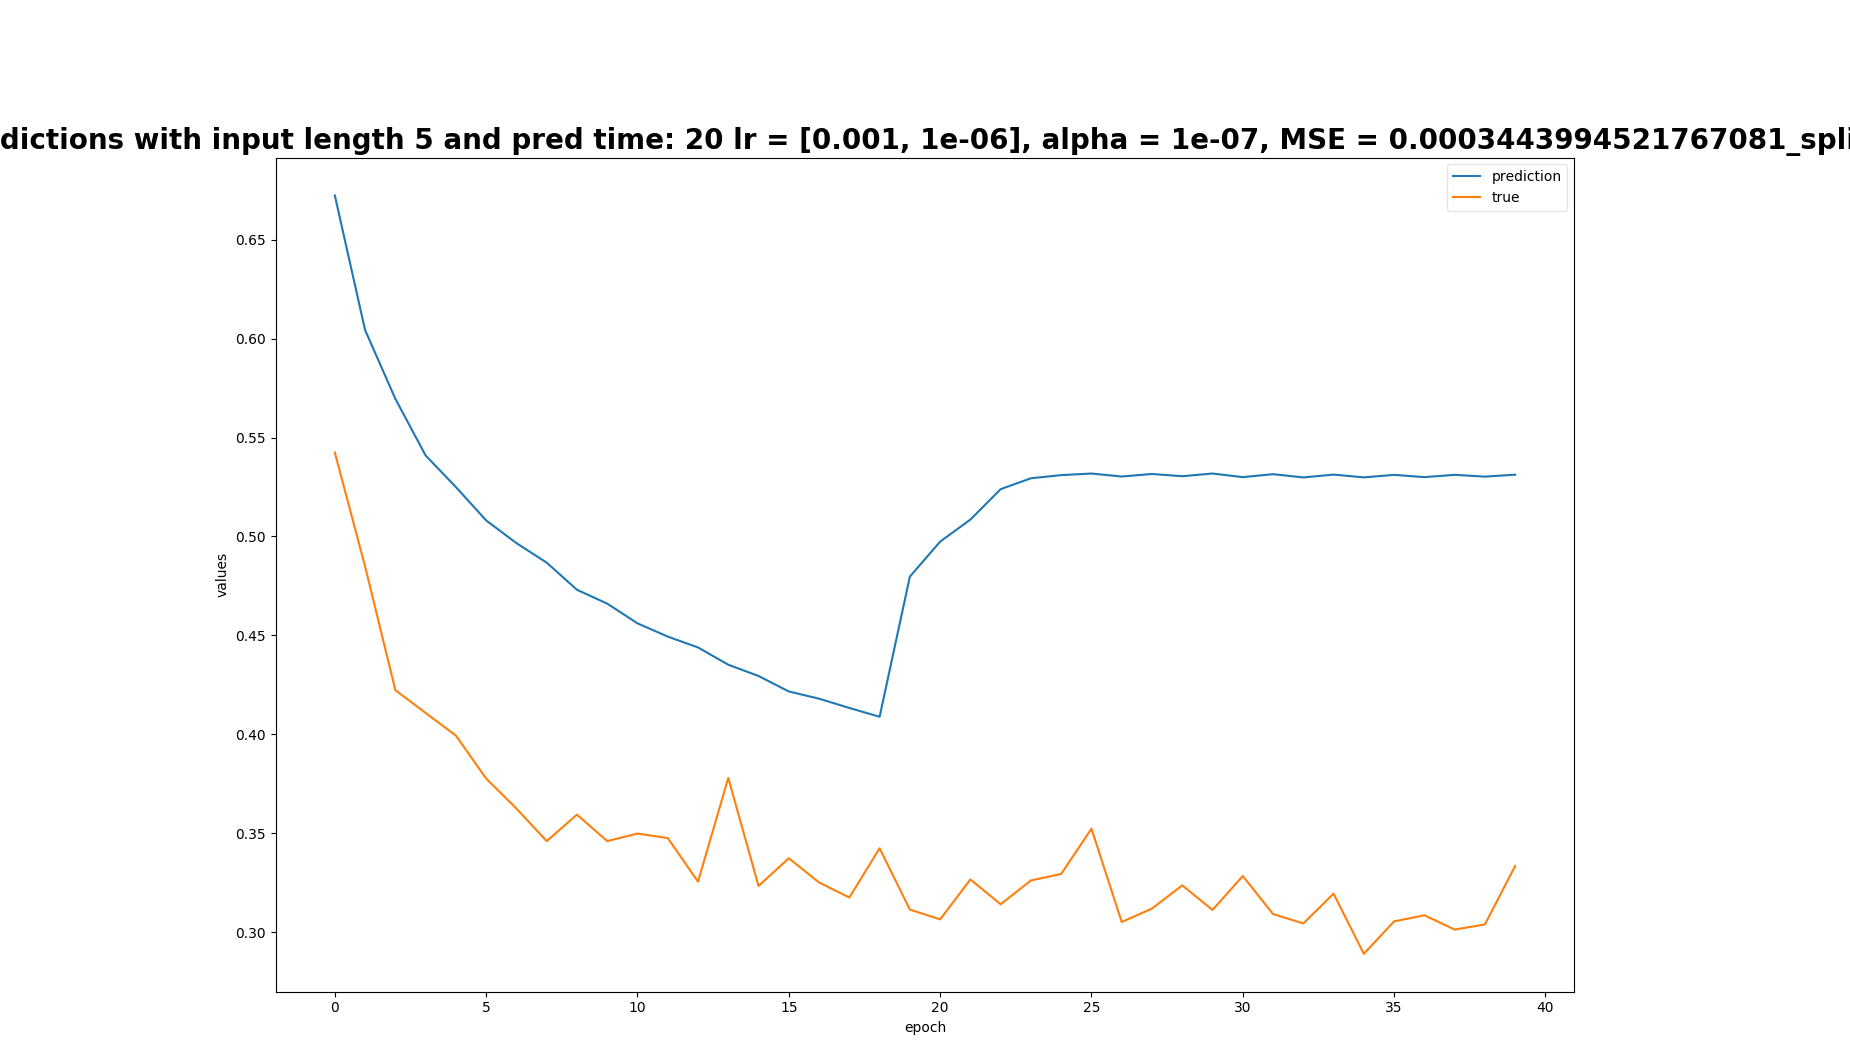 dictions with input length 5 and pred time: 20 lr = [0.001, 1e-06], alpha = 1e-07, MSE = 0.0003443994521767081_spli
prediction
true
0.65
0.60
0.55
0.50
0.45
0.40
0.35
0.30
values
0 5 10 15 20 25 30 35 40
epoch